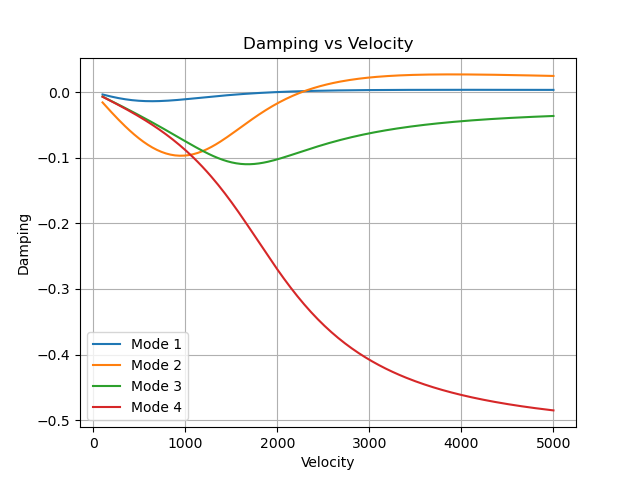 Damping vs Velocity
Damping
0.0
−0.1
−0.2
−0.3
−0.4
−0.5
Mode 1
Mode 2
Mode 3
Mode 4
0 1000 2000 3000 4000 5000
Velocity